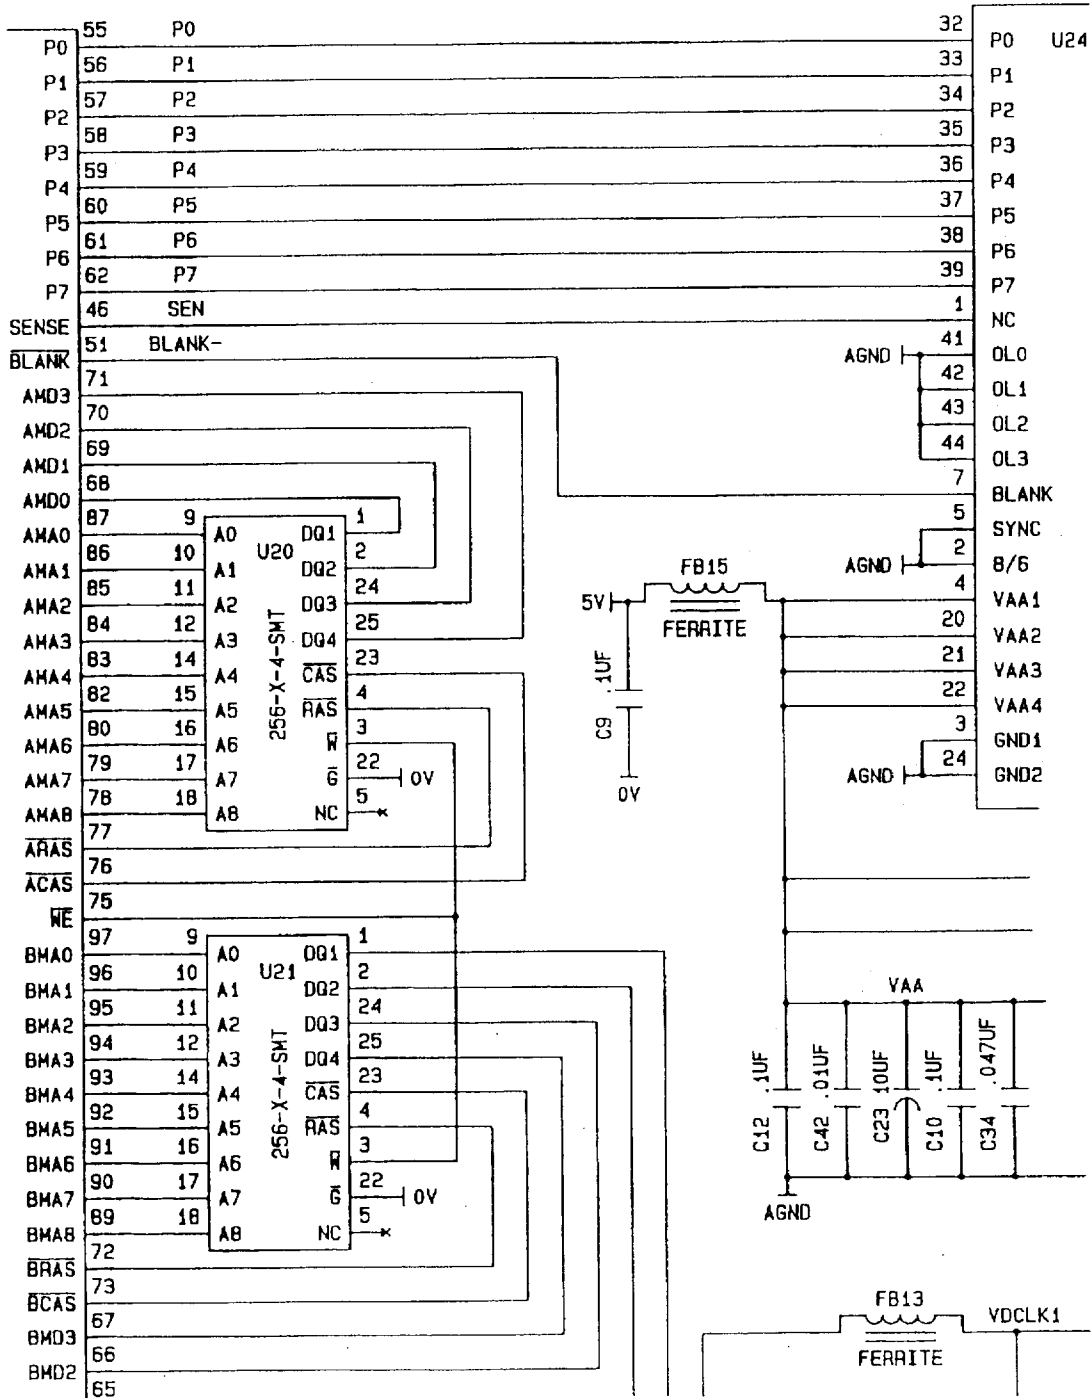 55 P0 32
P0 P0 U24
56 P1 33
P1 P1
57 P2 34
P2 P2
58 P3 35
P3 P3
59 P4 36
P4 P4
60 P5 37
P5 P5
61 P6 38
P6 P6
62 P7 39
P7 P7
46 SEN 1
SENSE NC
51 BLANK- 41
BLANK AGND OL0
71 42
AMD3 OL1
70 43
AMD2 OL2
69 44
AMD1 OL3
68 7
AMD0 BLANK
87 9 1 5
AMA0 A0 U20 DQ1 SYNC
86 10 2 2
AMA1 A1 DQ2 AGND 8/6
85 11 24 FB15 4
AMA2 A2 DQ3 5V VAA1
84 12 25 FERRITE 20
AMA3 A3 DQ4 VAA2
83 14 23 21
AMA4 A4 CAS VAA3
82 15 4 22
AMA5 A5 RAS VAA4
256-X-4-SMT
C9 .1UF
80 16 3 3
AMA6 A6 W GND1
79 17 22 24
AMA7 A7 G 0V 0V AGND GND2
78 18 5
AMA8 A8 NC
77
ARAS
76
ACAS
75
WE
97 9 1
BMA0 A0 U21 DQ1
96 10 2
BMA1 A1 DQ2 VAA
95 11 24
BMA2 A2 DQ3
94 12 25
BMA3 A3 DQ4
93 14 23
BMA4 A4 CAS
92 15 4
BMA5 A5 RAS
256-X-4-SMT
C12 .1UF
C42 .01UF
C23 10UF
C10 .1UF
C34 .047UF
91 16 3
BMA6 A6 W
90 17 22
BMA7 A7 G 0V AGND
89 18 5
BMA8 A8 NC
72
BRAS
73
BCAS FB13
67 VDCLK1
BMD3
66 FERRITE
BMD2
65